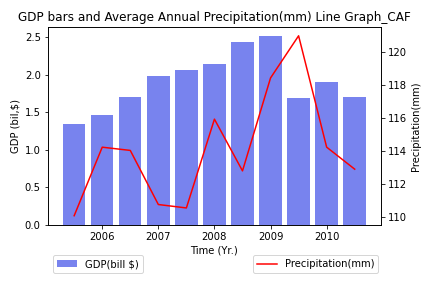 GDP bars and Average Annual Precipitation(mm) Line Graph_CAF
2.5
2.0
1.5
1.0
0.5
0.0
GDP (bil,$)
120
118
116
114
112
110
Precipitation(mm)
2006 2007 2008 2009 2010
Time (Yr.)
GDP(bill $)
Precipitation(mm)